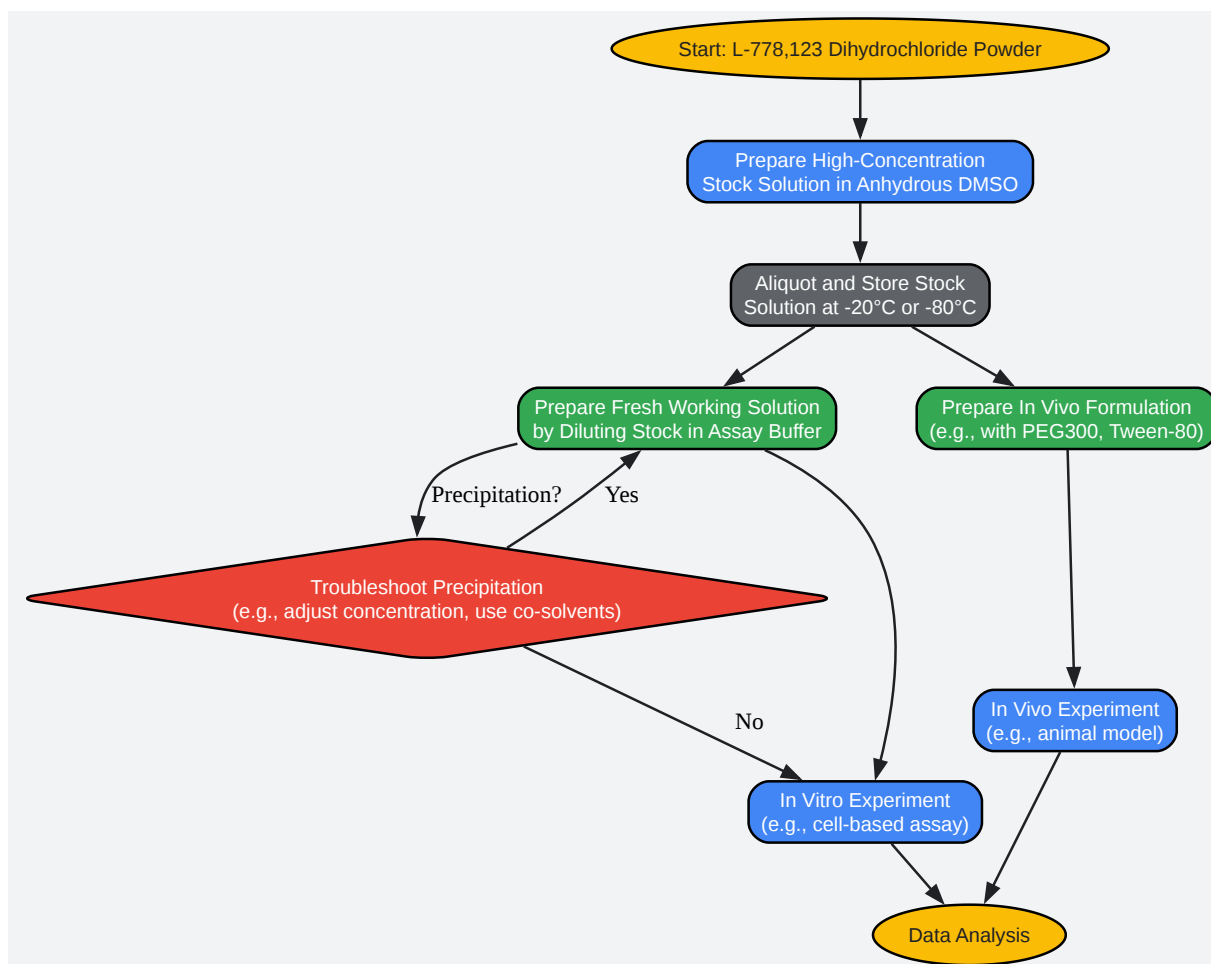 Start: L-778,123 Dihydrochloride Powder
Prepare High-Concentration
Stock Solution in Anhydrous DMSO
Aliquot and Store Stock
Solution at -20°C or -80°C
Prepare Fresh Working Solution
by Diluting Stock in Assay Buffer
Prepare In Vivo Formulation
(e.g., with PEG300, Tween-80)
Precipitation?
Yes
Troubleshoot Precipitation
(e.g., adjust concentration, use co-solvents)
No
In Vivo Experiment
(e.g., animal model)
In Vitro Experiment
(e.g., cell-based assay)
Data Analysis